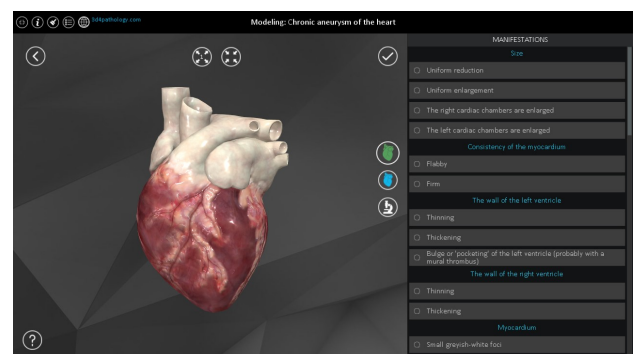 3d4pathology.com
Modeling: Chronic aneurysm of the heart
MANIFESTATIONS
Size
Uniform reduction
Uniform enlargement
The right cardiac chambers are enlarged
The left cardiac chambers are enlarged
Consistency of the myocardium
Flabby
Firm
The wall of the left ventricle
Thinning
Thickening
Bulge or 'pocketing' of the left ventricle (probably with a
mural thrombus)
The wall of the right ventricle
Thinning
Thickening
Myocardium
Small greyish-white foci
?